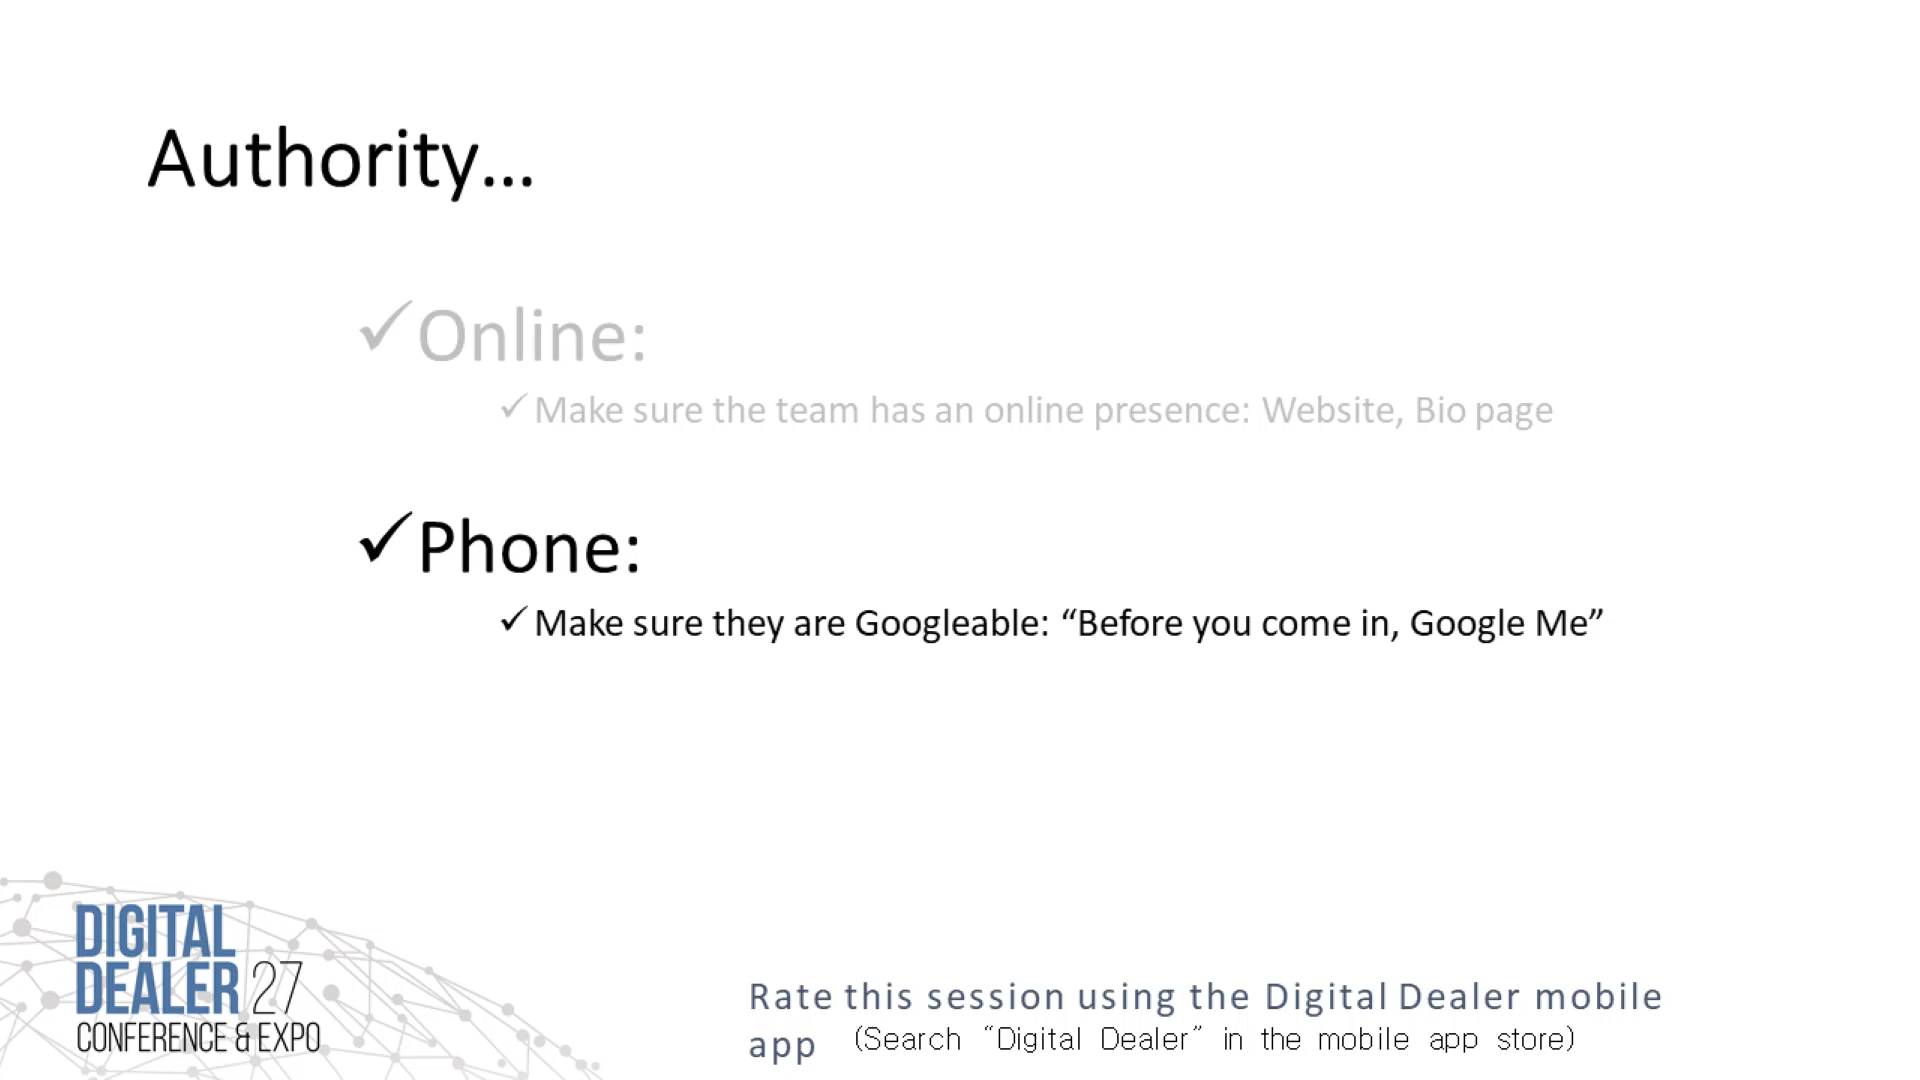 Authority...
✓Online:
✓Make sure the team has an online presence: Website, Bio page
✓Phone:
✓Make sure they are Googleable: “Before you come in, Google Me”
DIGITAL
DEALER 27
CONFERENCE & EXPO
Rate this session using the Digital Dealer mobile
app (Search “Digital Dealer” in the mobile app store)